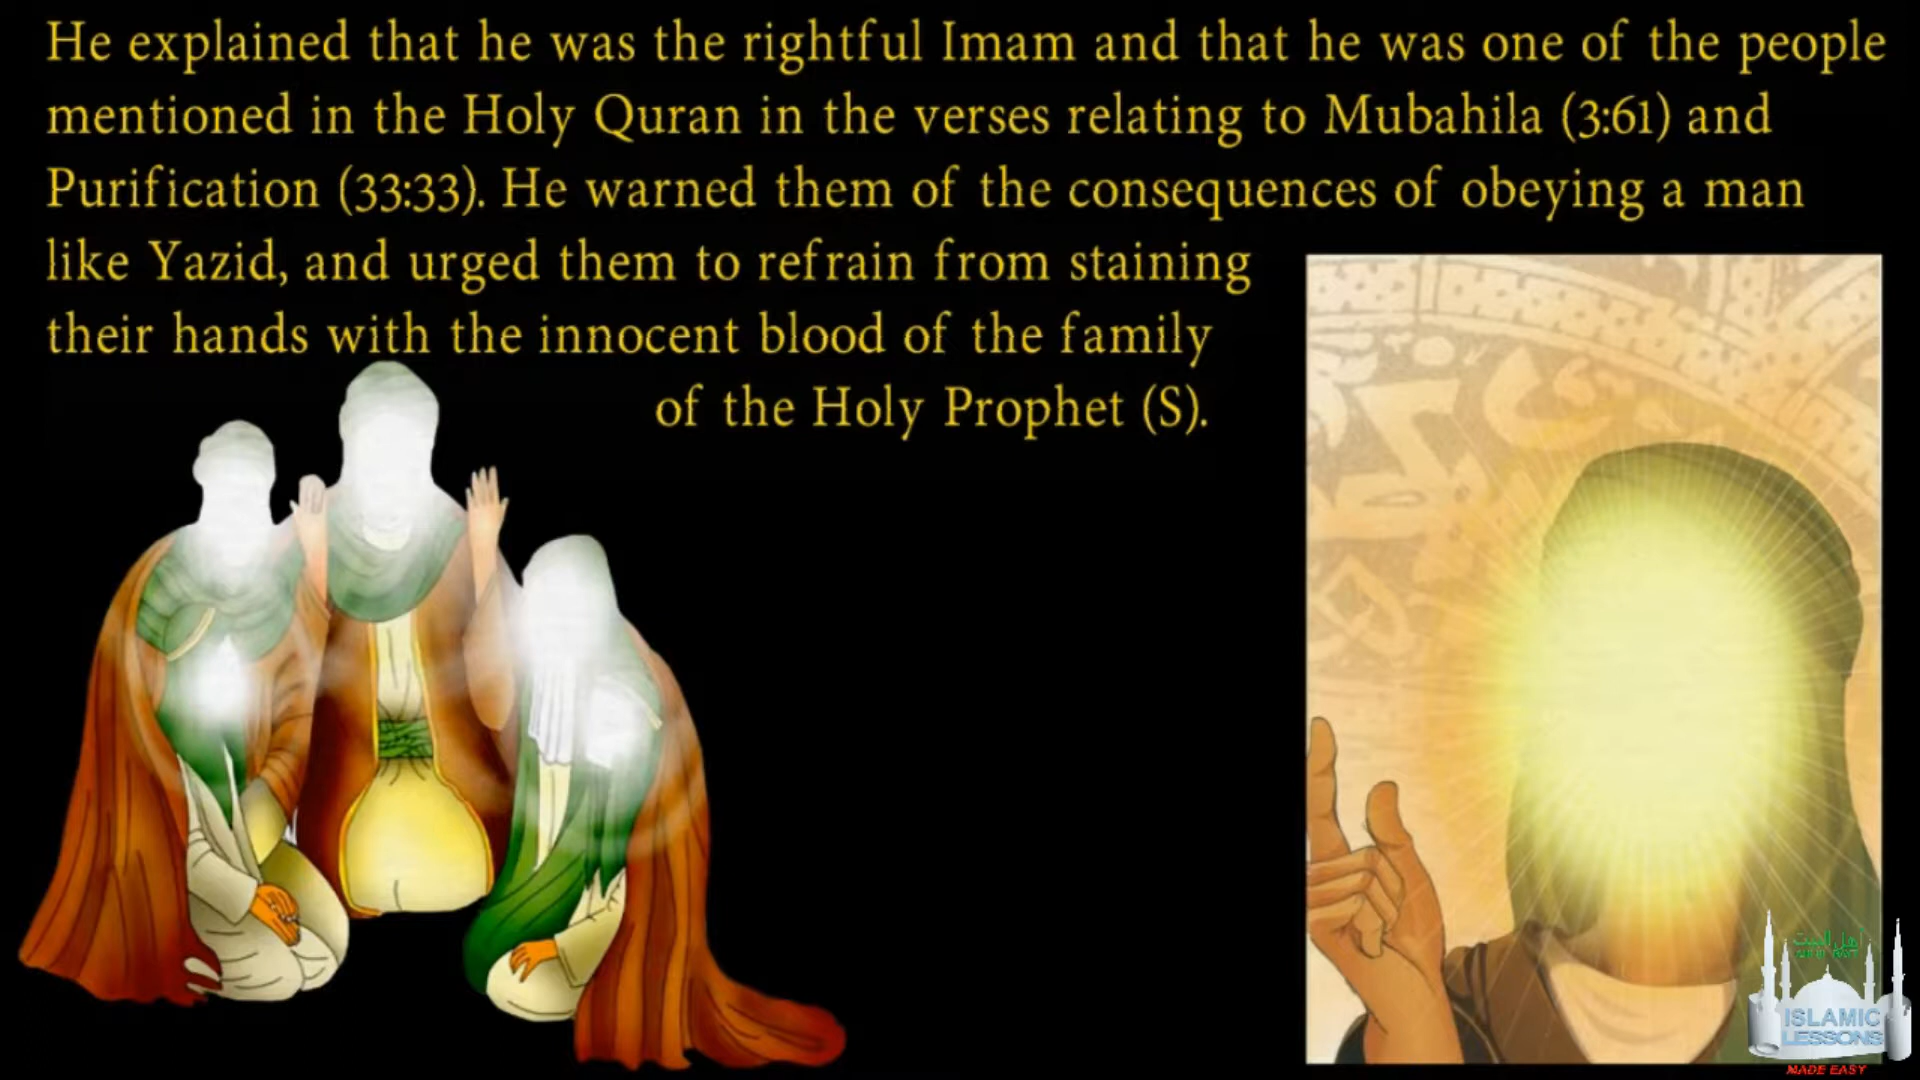 He explained that he was the rightful Imam and that he was one of the people
mentioned in the Holy Quran in the verses relating to Mubahila (3:61) and
Purification (33:33). He warned them of the consequences of obeying a man
like Yazid, and urged them to refrain from staining
their hands with the innocent blood of the family
of the Holy Prophet (S).
أهل البيت
ISLAMIC
LESSONS
MADE EASY